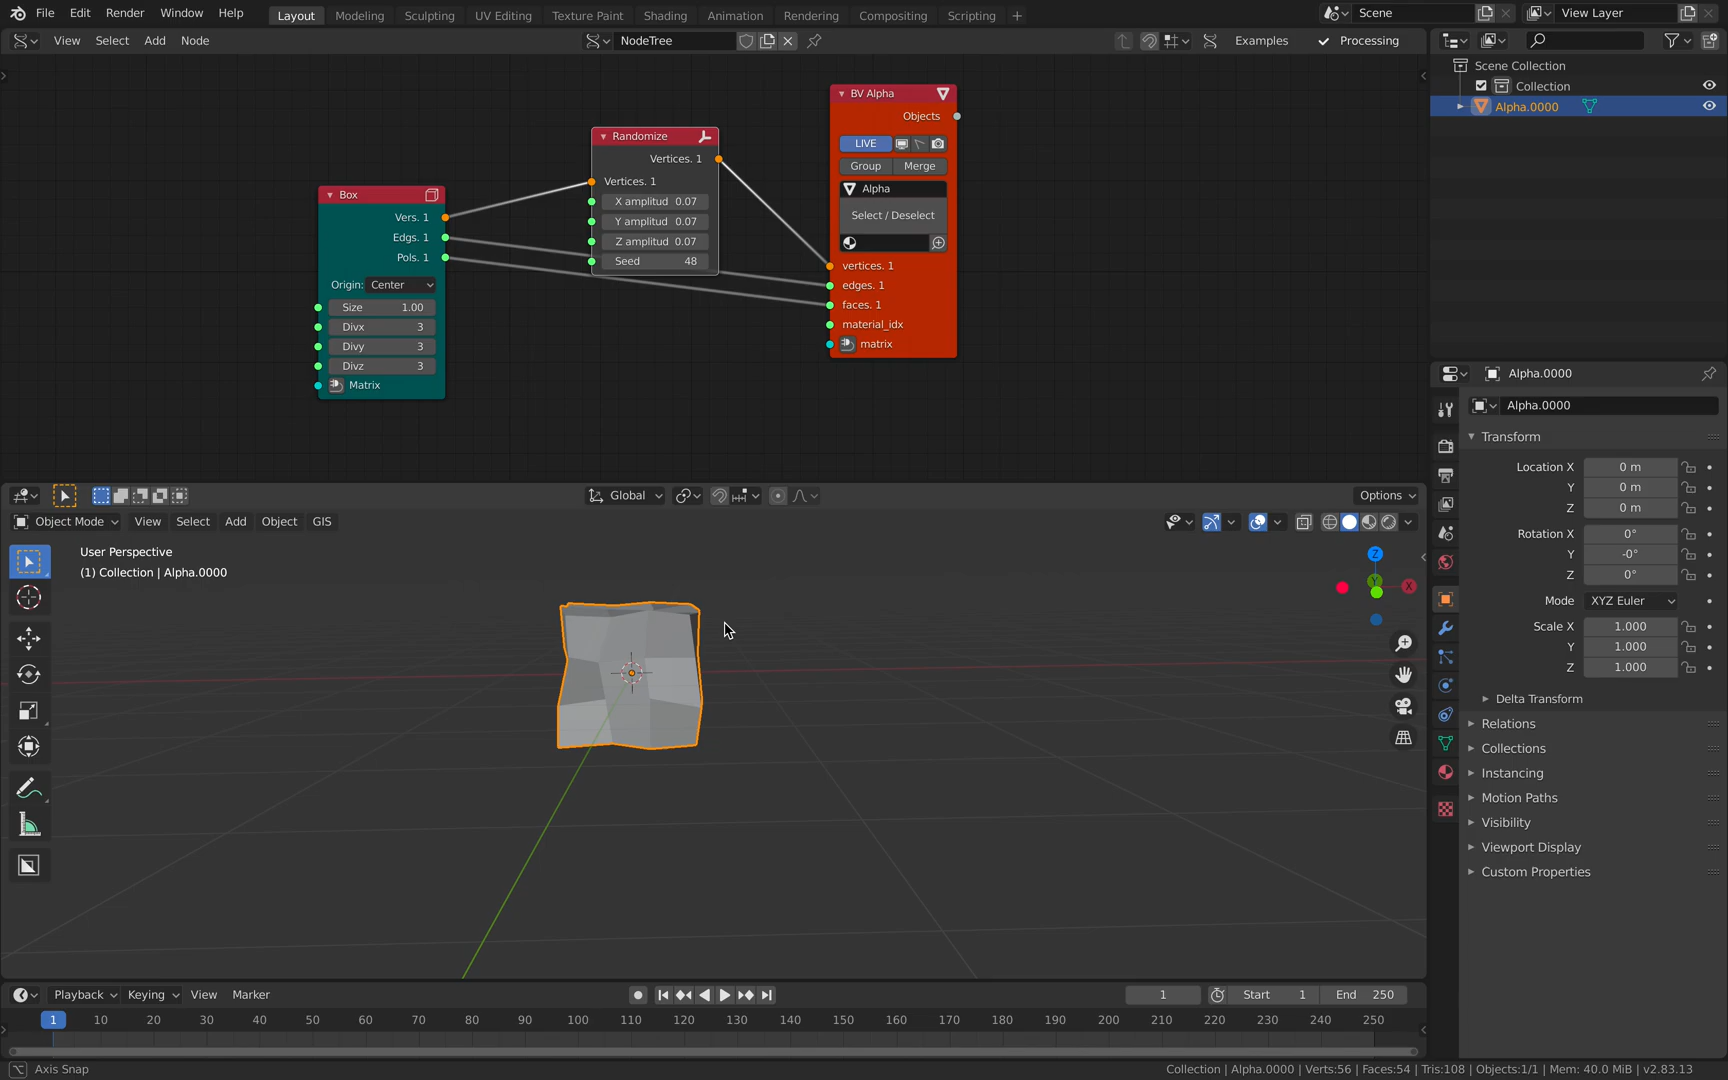 File Edit Render Window Help Layout Modeling Sculpting UV Editing Texture Paint Shading Animation Rendering Compositing Scripting + Scene View Layer
View Select Add Node NodeTree Examples Processing
Scene Collection
Collection
Alpha.0000
Box
Vers. 1
Edgs. 1
Pols. 1
Origin: Center
Size 1.00
Divx 3
Divy 3
Divz 3
Matrix
Randomize
Vertices. 1
Vertices. 1
X amplitud 0.07
Y amplitud 0.07
Z amplitud 0.07
Seed 48
BV Alpha
Objects
LIVE
Group Merge
Alpha
Select / Deselect
vertices. 1
edges. 1
faces. 1
material_idx
matrix
Global Options
Object Mode View Select Add Object GIS
User Perspective
(1) Collection | Alpha.0000
Z
Y
X
Alpha.0000
Alpha.0000
Transform
Location X 0 m
Y 0 m
Z 0 m
Rotation X 0°
Y -0°
Z 0°
Mode XYZ Euler
Scale X 1.000
Y 1.000
Z 1.000
Delta Transform
Relations
Collections
Instancing
Motion Paths
Visibility
Viewport Display
Custom Properties
Playback Keying View Marker 1 Start 1 End 250
1 10 20 30 40 50 60 70 80 90 100 110 120 130 140 150 160 170 180 190 200 210 220 230 240 250
Axis Snap
Collection | Alpha.0000 | Verts:56 | Faces:54 | Tris:108 | Objects:1/1 | Mem: 40.0 MiB | v2.83.13